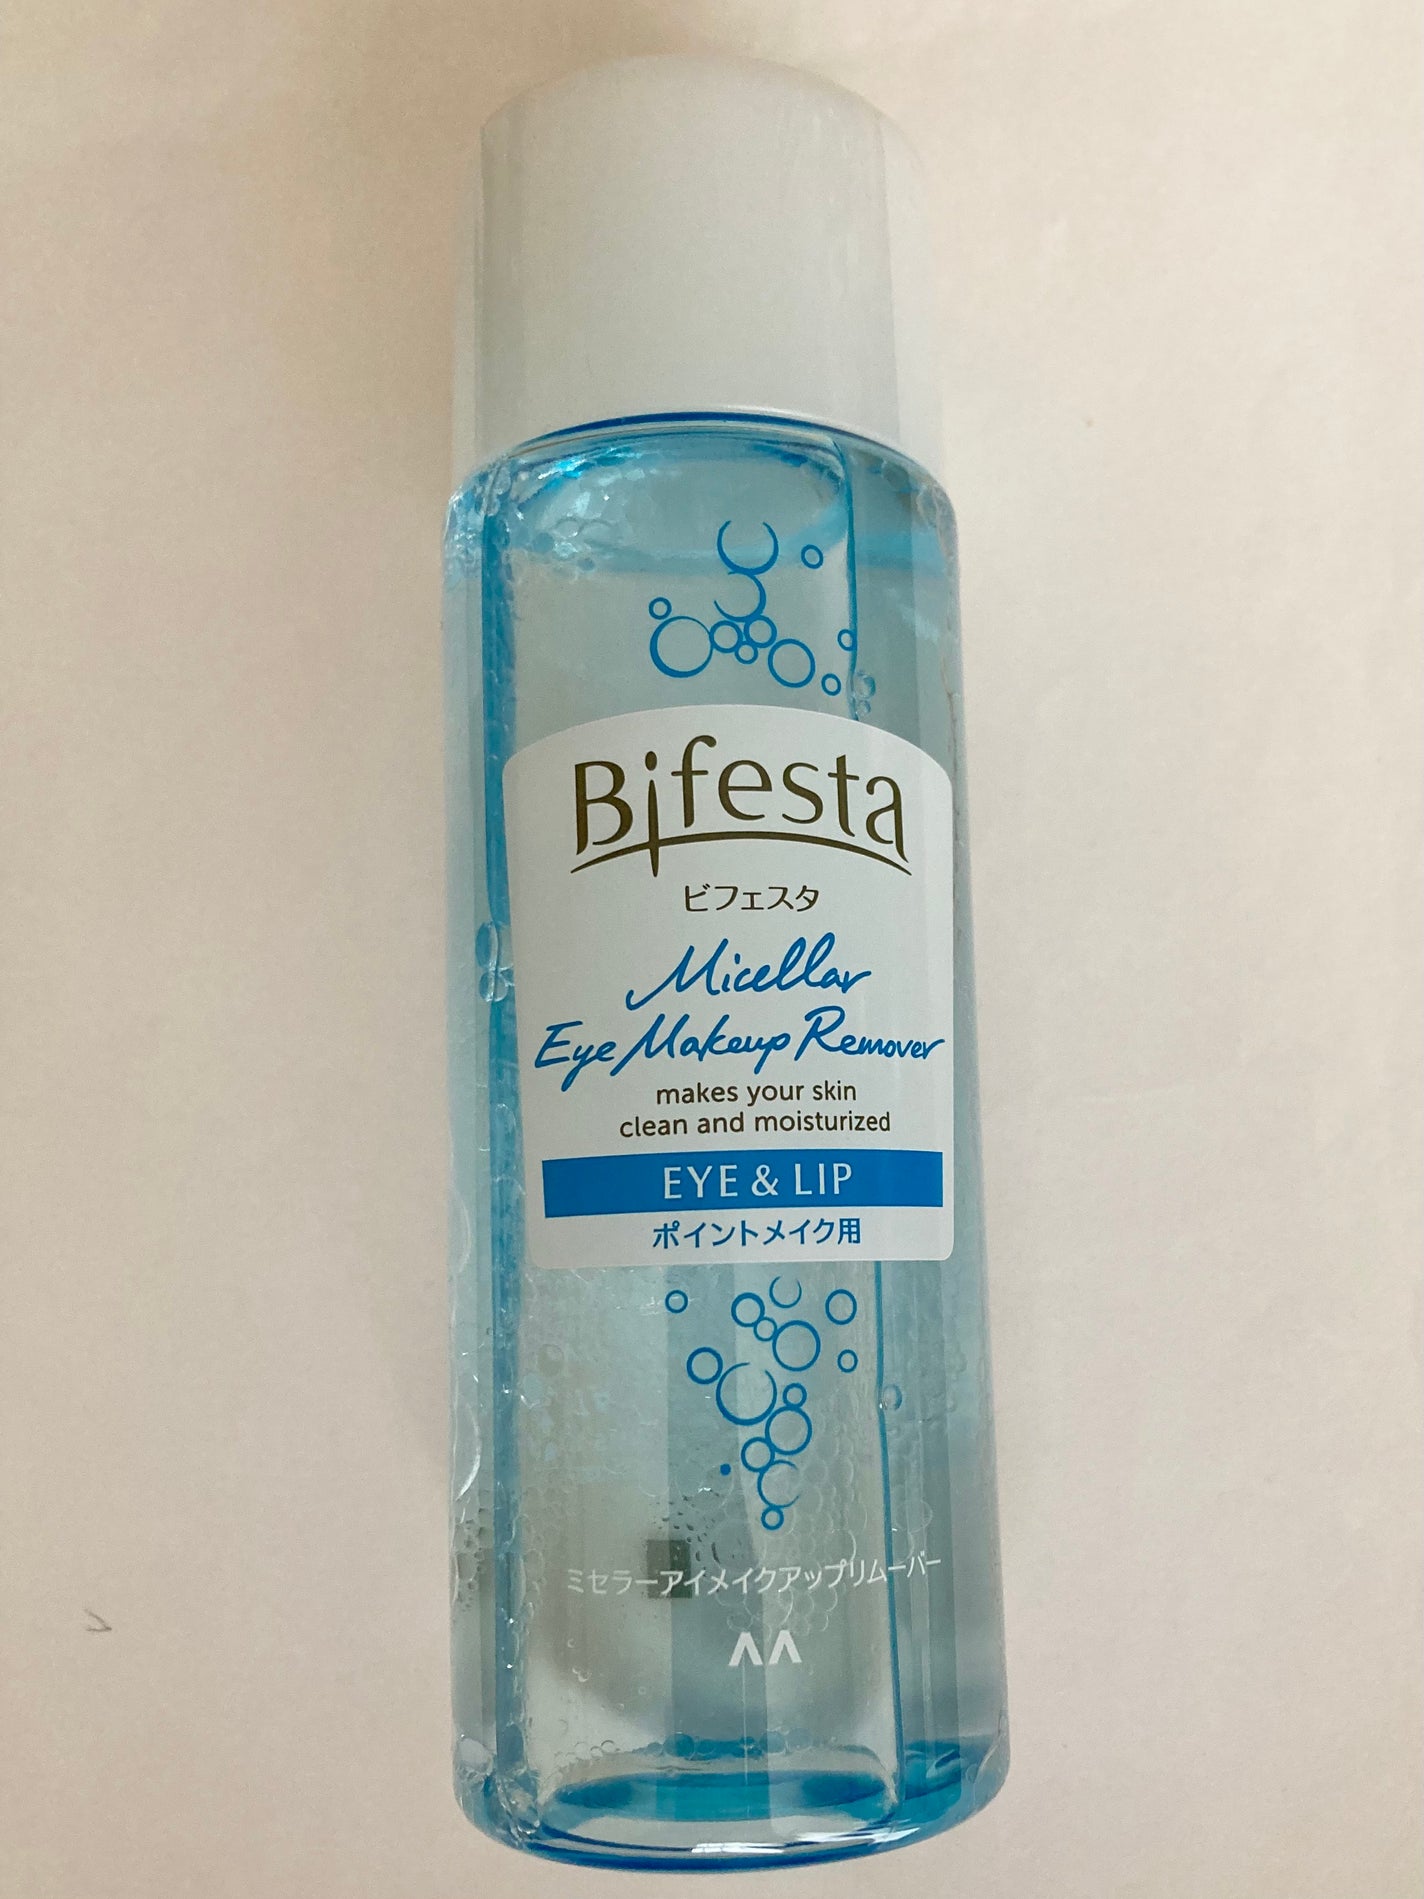 Bifesta
ビフェスタ
Micellar
Eye Makeup Remover
makes your skin
clean and moisturized
EYE & LIP
ポイントメイク用
ミセラーアイメイクアップリムーバー